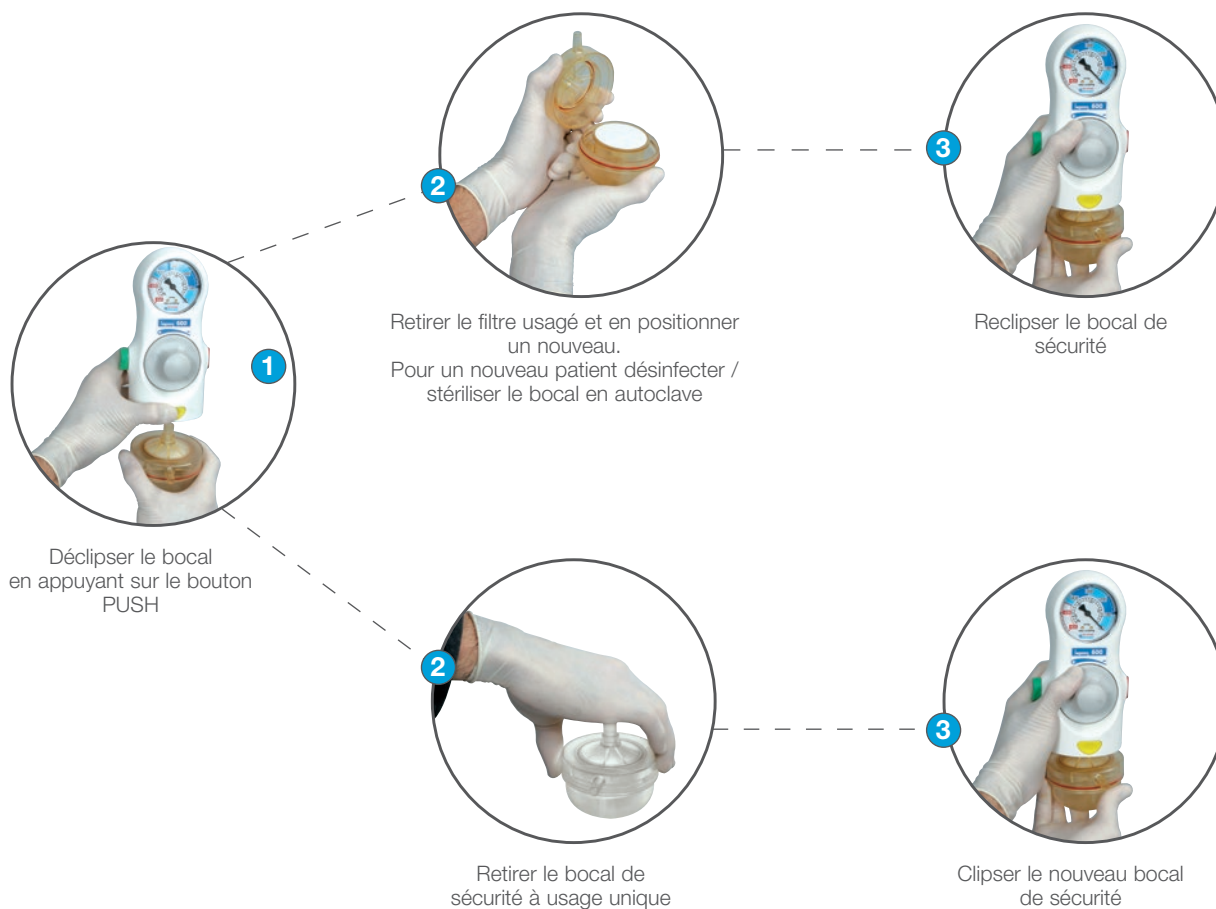 1
Déclipser le bocal
en appuyant sur le bouton
PUSH
2
Retirer le filtre usagé et en positionner
un nouveau.
Pour un nouveau patient désinfecter /
stériliser le bocal en autoclave
3
600
Reclipser le bocal de
sécurité
2
Retirer le bocal de
sécurité à usage unique
3
600
Clipser le nouveau bocal
de sécurité